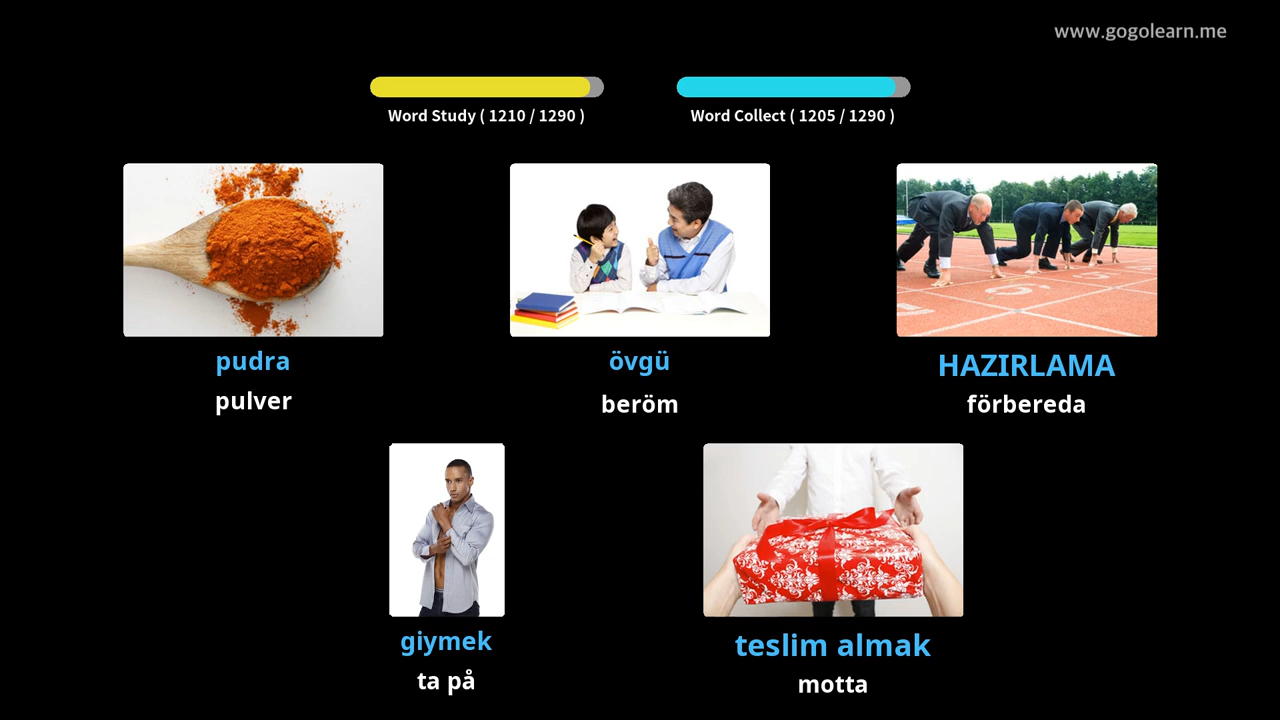 www.gogolearn.me
Word Study ( 1210 / 1290 )
Word Collect ( 1205 / 1290 )
pudra
pulver
övgü
beröm
HAZIRLAMA
förbereda
giymek
ta på
teslim almak
motta